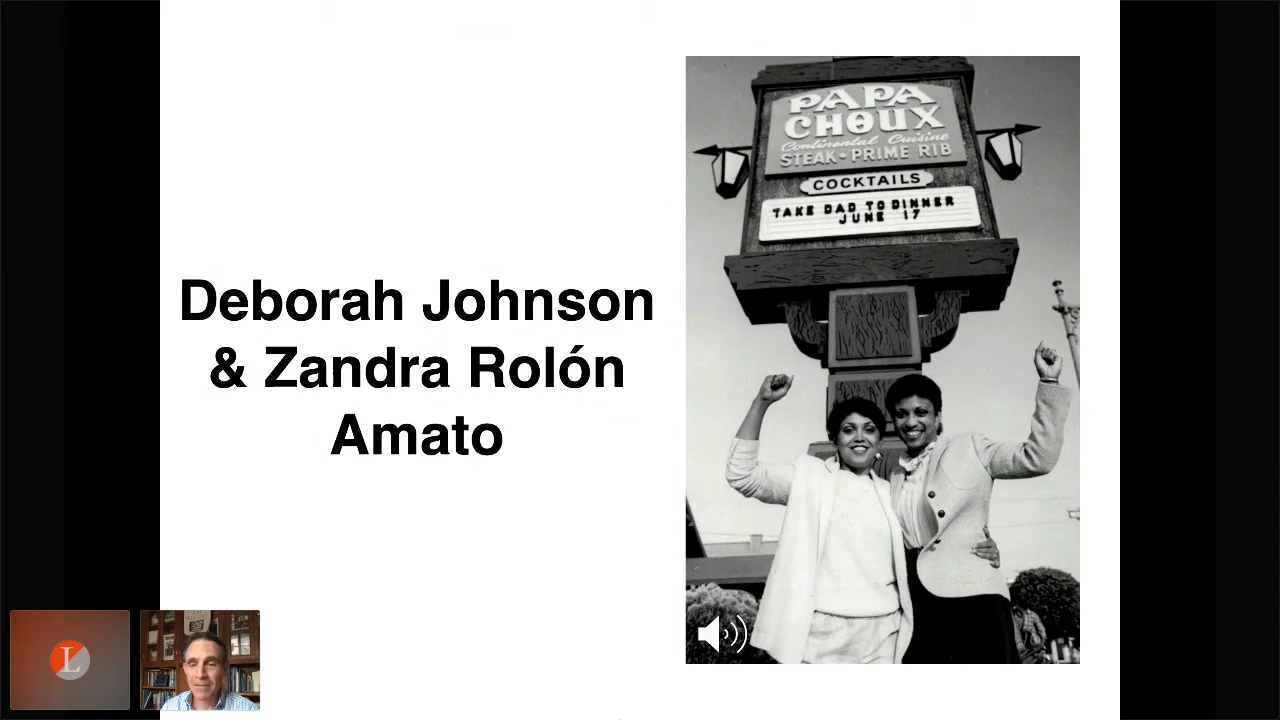 Deborah Johnson
& Zandra Rolón
Amato
PAPA
CHOUX
Continental Cuisine
STEAK - PRIME RIB
COCKTAILS
TAKE DAD TO DINNER
JUNE 17
L